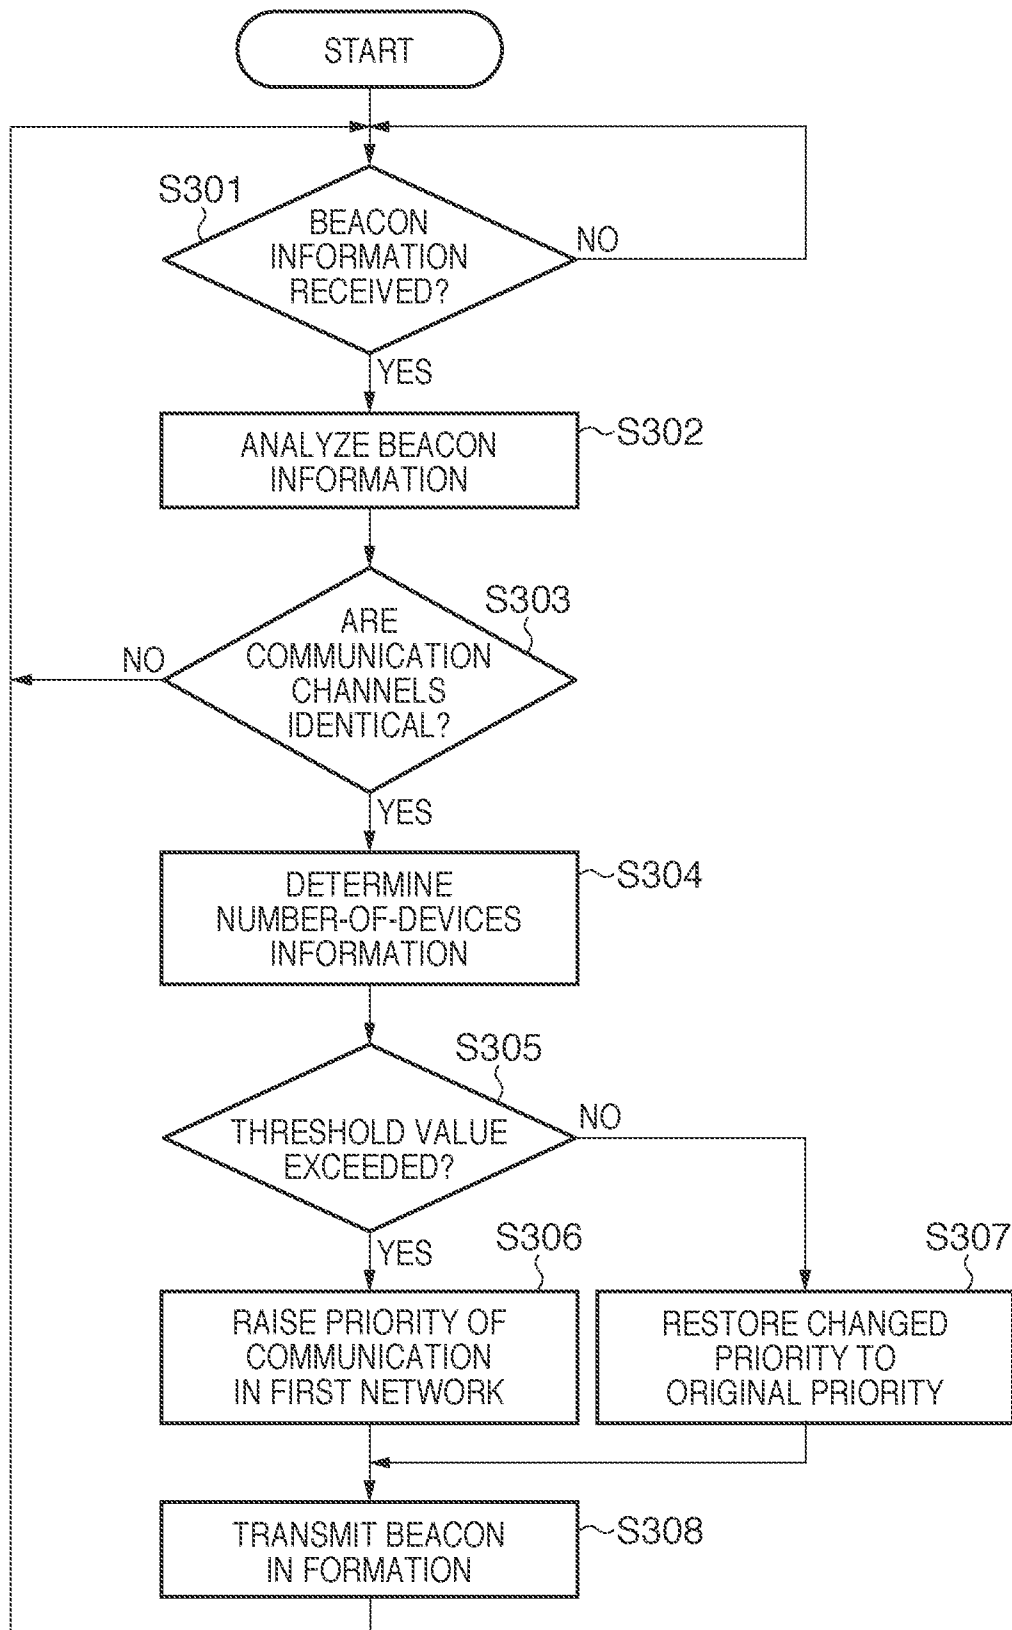 START
S301
BEACON
INFORMATION
RECEIVED?
NO
YES
ANALYZE BEACON
INFORMATION
S302
S303
ARE
COMMUNICATION
CHANNELS
IDENTICAL?
NO
YES
DETERMINE
NUMBER-OF-DEVICES
INFORMATION
S304
S305
THRESHOLD VALUE
EXCEEDED?
NO
YES
S306
RAISE PRIORITY OF
COMMUNICATION
IN FIRST NETWORK
S307
RESTORE CHANGED
PRIORITY TO
ORIGINAL PRIORITY
TRANSMIT BEACON
IN FORMATION
S308